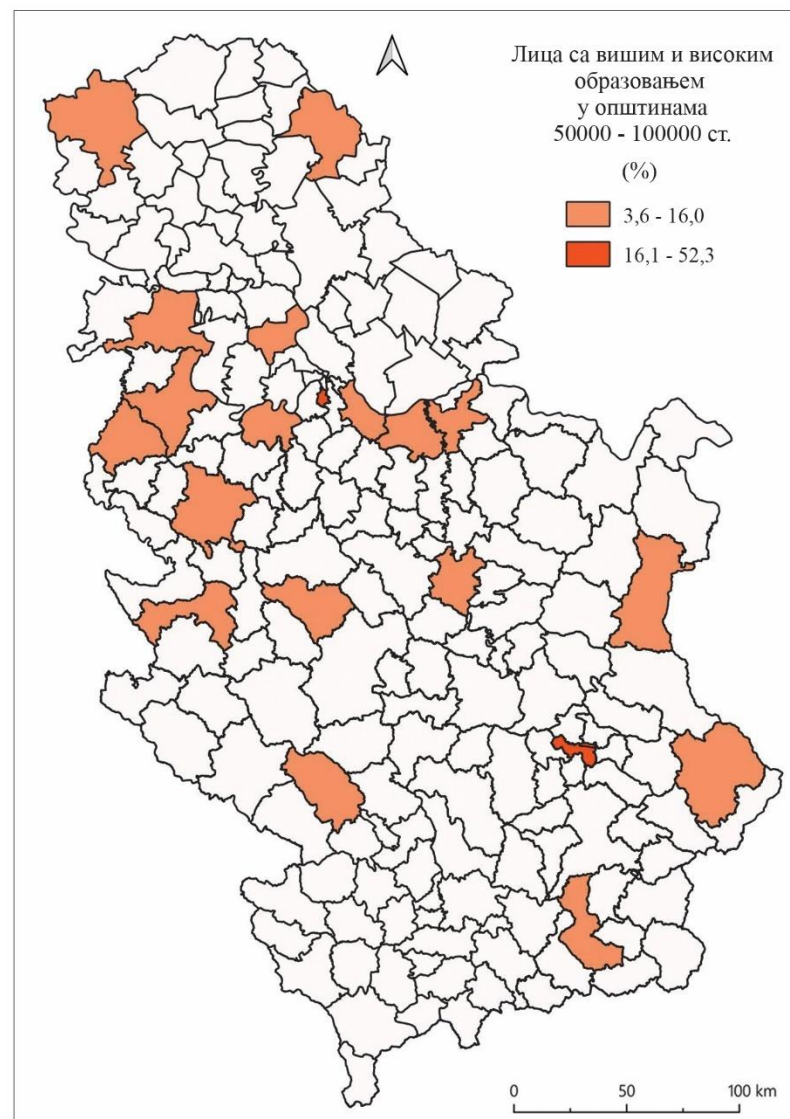 Лица са вишим и високим
образовањем
у општинама
50000 - 100000 ст.
(%)
3,6 - 16,0
16,1 - 52,3
0 50 100 km